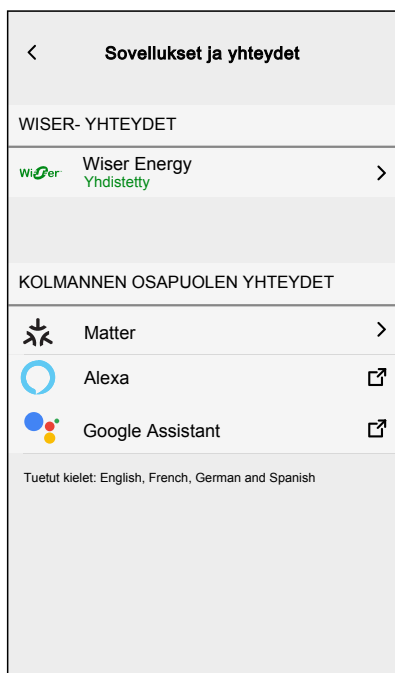 Sovellukset ja yhteydet
WISER- YHTEYDET
Wiser Wiser Energy
Yhdistetty
KOLMANNEN OSAPUOLEN YHTEYDET
Matter
Alexa
Google Assistant
Tuetut kielet: English, French, German and Spanish